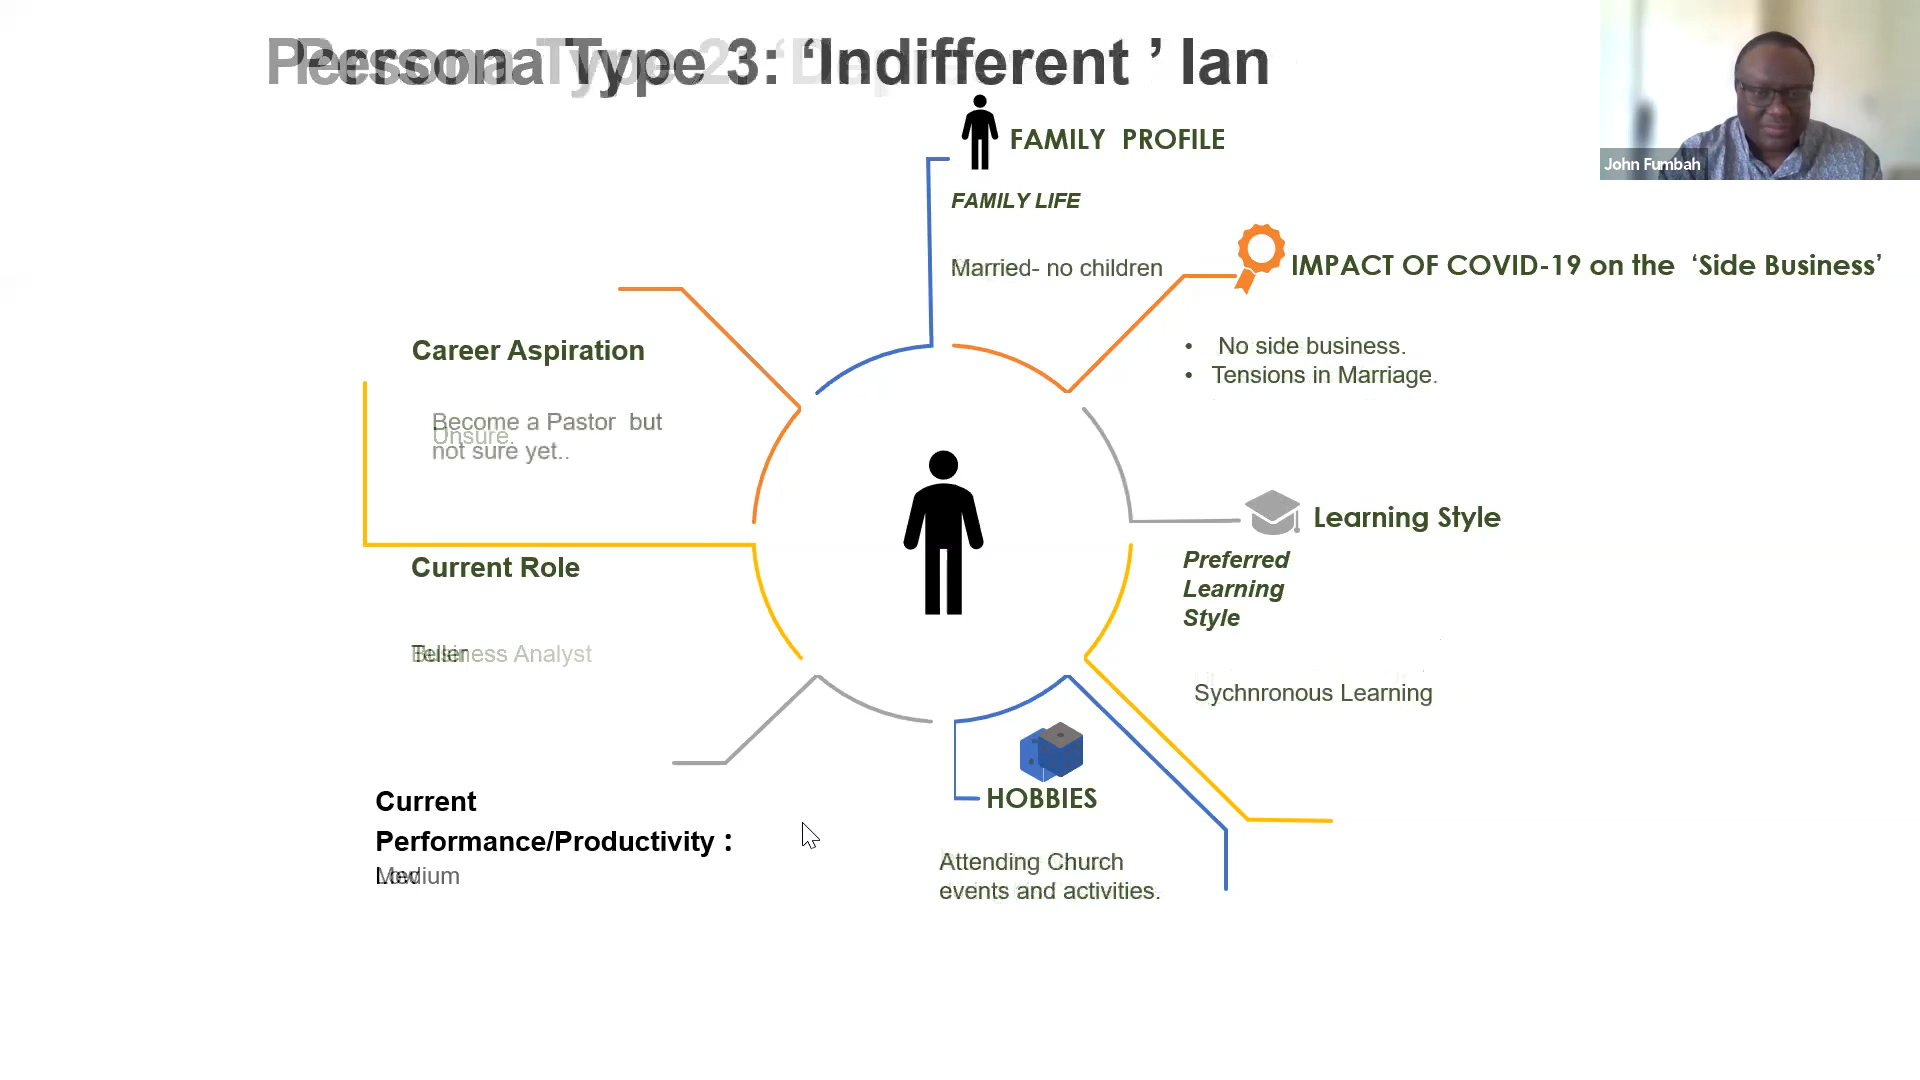 Persona Type 3: ‘Indifferent ’ Ian
John Fumbah
FAMILY PROFILE
FAMILY LIFE
Married- no children
IMPACT OF COVID-19 on the ‘Side Business’
• No side business.
• Tensions in Marriage.
Career Aspiration
Become a Pastor but
Unsure.
not sure yet..
Learning Style
Preferred
Learning
Style
Sychnronous Learning
Current Role
Teller
Business Analyst
HOBBIES
Attending Church
events and activities.
Current
Performance/Productivity :
Medium